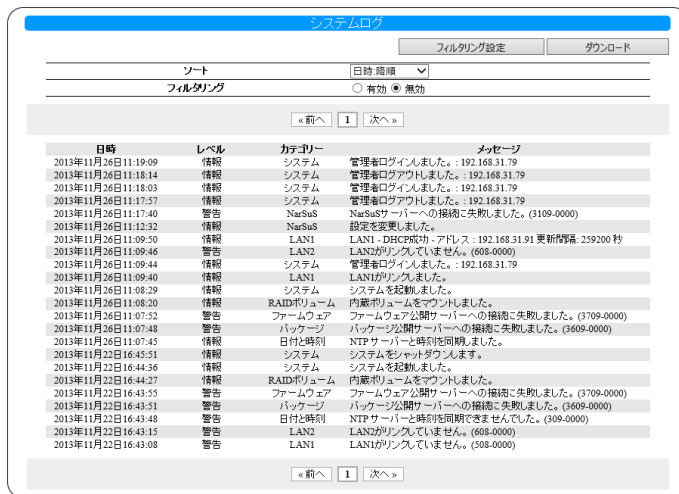 システムログ
フィルタリング設定 ダウンロード
ソート 日時:降順
フィルタリング 有効 無効
«前へ 1 次へ»
日時 レベル カテゴリー メッセージ
2013年11月26日11:19:09 情報 システム 管理者ログインしました。: 192.168.31.79
2013年11月26日11:18:14 情報 システム 管理者ログアウトしました。: 192.168.31.79
2013年11月26日11:18:03 情報 システム 管理者ログインしました。: 192.168.31.79
2013年11月26日11:17:57 情報 システム 管理者ログアウトしました。: 192.168.31.79
2013年11月26日11:17:40 警告 NarSuS NarSuSサーバーへの接続に失敗しました。(3109-0000)
2013年11月26日11:12:32 情報 NarSuS 設定を変更しました。
2013年11月26日11:09:50 情報 LAN1 LAN1 - DHCP成功 - アドレス : 192.168.31.91 更新間隔: 259200 秒
2013年11月26日11:09:46 警告 LAN2 LAN2がリンクしていません。(608-0000)
2013年11月26日11:09:44 情報 システム 管理者ログインしました。: 192.168.31.79
2013年11月26日11:09:40 情報 LAN1 LAN1がリンクしました。
2013年11月26日11:08:29 情報 システム システムを起動しました。
2013年11月26日11:08:20 情報 RAIDボリューム 内蔵ボリュームをマウントしました。
2013年11月26日11:07:52 警告 ファームウェア ファームウェア公開サーバーへの接続に失敗しました。(3709-0000)
2013年11月26日11:07:48 警告 パッケージ パッケージ公開サーバーへの接続に失敗しました。(3609-0000)
2013年11月26日11:07:45 情報 日付と時刻 NTP サーバーと時刻を同期しました。
2013年11月22日16:45:51 情報 システム システムをシャットダウンします。
2013年11月22日16:44:36 情報 システム システムを起動しました。
2013年11月22日16:44:27 情報 RAIDボリューム 内蔵ボリュームをマウントしました。
2013年11月22日16:43:55 警告 ファームウェア ファームウェア公開サーバーへの接続に失敗しました。(3709-0000)
2013年11月22日16:43:51 警告 パッケージ パッケージ公開サーバーへの接続に失敗しました。(3609-0000)
2013年11月22日16:43:48 警告 日付と時刻 NTP サーバーと時刻を同期できませんでした。(309-0000)
2013年11月22日16:43:15 警告 LAN2 LAN2がリンクしていません。(608-0000)
2013年11月22日16:43:08 警告 LAN1 LAN1がリンクしていません。(508-0000)
«前へ 1 次へ»